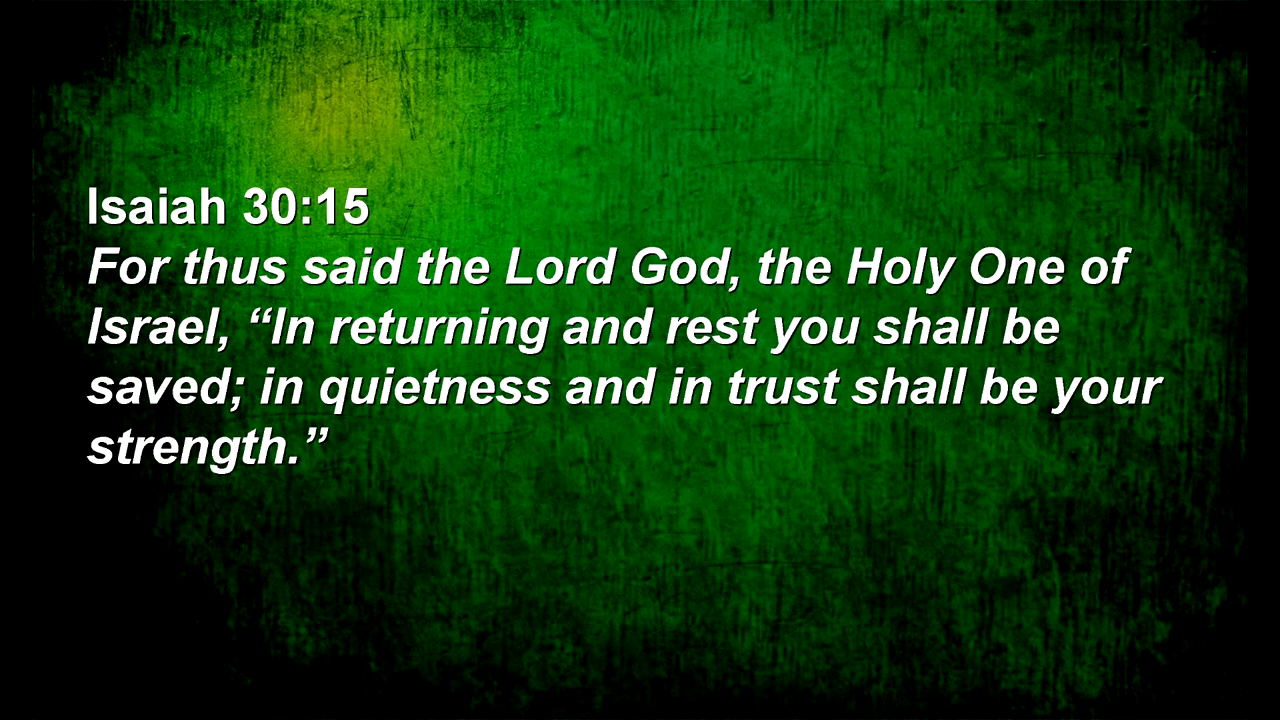 Isaiah 30:15
For thus said the Lord God, the Holy One of
Israel, “In returning and rest you shall be
saved; in quietness and in trust shall be your
strength.”